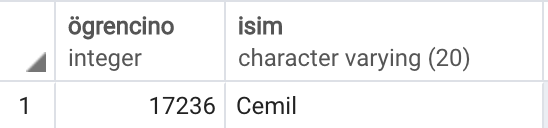 ögrencino isim
integer character varying (20)
1 17236 Cemil